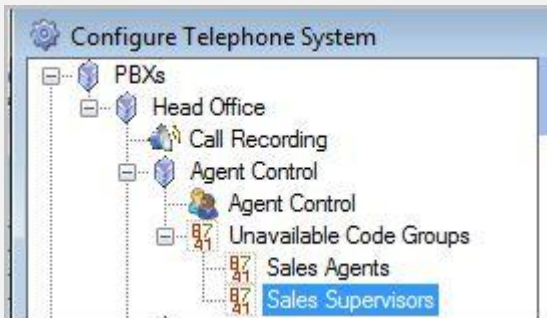 Configure Telephone System
PBXs
Head Office
Call Recording
Agent Control
Agent Control
Unavailable Code Groups
Sales Agents
Sales Supervisors